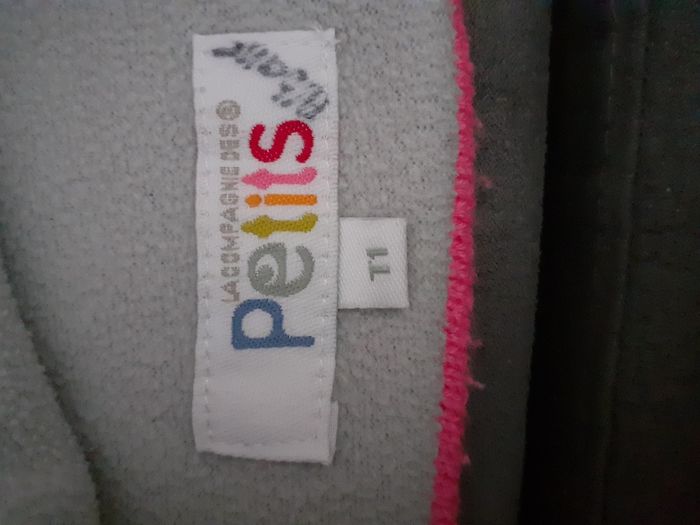 LA COMPAGNIE DES
petits
T1